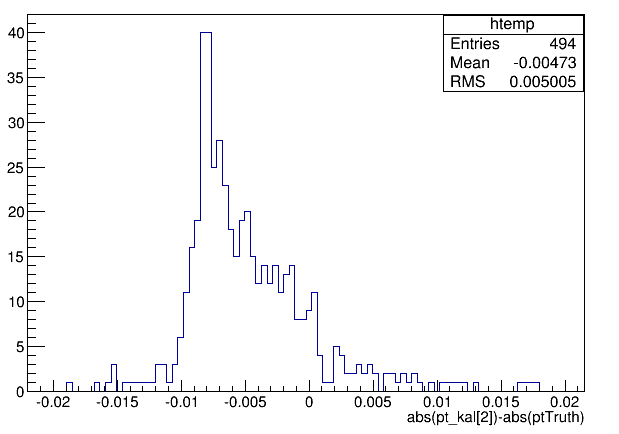 htemp
Entries 494
Mean -0.00473
RMS 0.005005
40
35
30
25
20
15
10
5
0
-0.02 -0.015 -0.01 -0.005 0 0.005 0.01 0.015 0.02
abs(pt_kal[2])-abs(ptTruth)